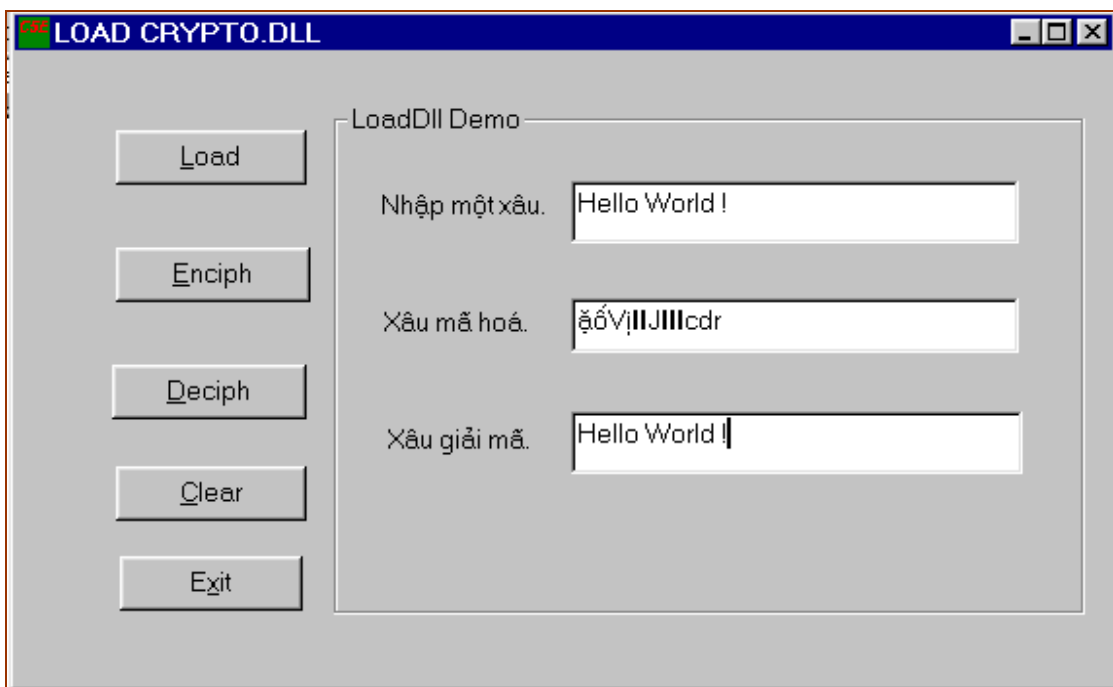 LOAD CRYPTO.DLL
Load
Enciph
Deciph
Clear
Exit
LoadDll Demo
Nhập một xâu. Hello World !
Xâu mã hoá.
Xâu giải mã. Hello World !